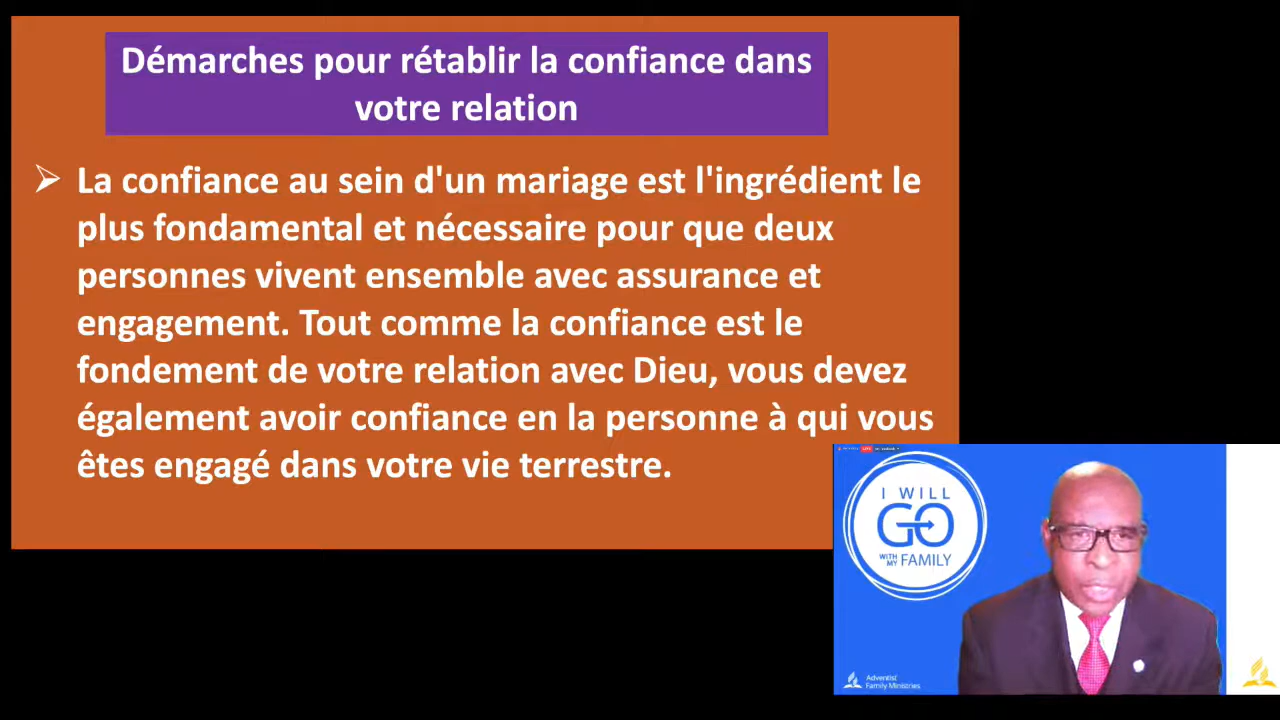 Démarches pour rétablir la confiance dans
votre relation
➢ La confiance au sein d'un mariage est l'ingrédient le
plus fondamental et nécessaire pour que deux
personnes vivent ensemble avec assurance et
engagement. Tout comme la confiance est le
fondement de votre relation avec Dieu, vous devez
également avoir confiance en la personne à qui vous
êtes engagé dans votre vie terrestre.
I WILL
GO
WITH MY FAMILY
Adventist
Family Ministries